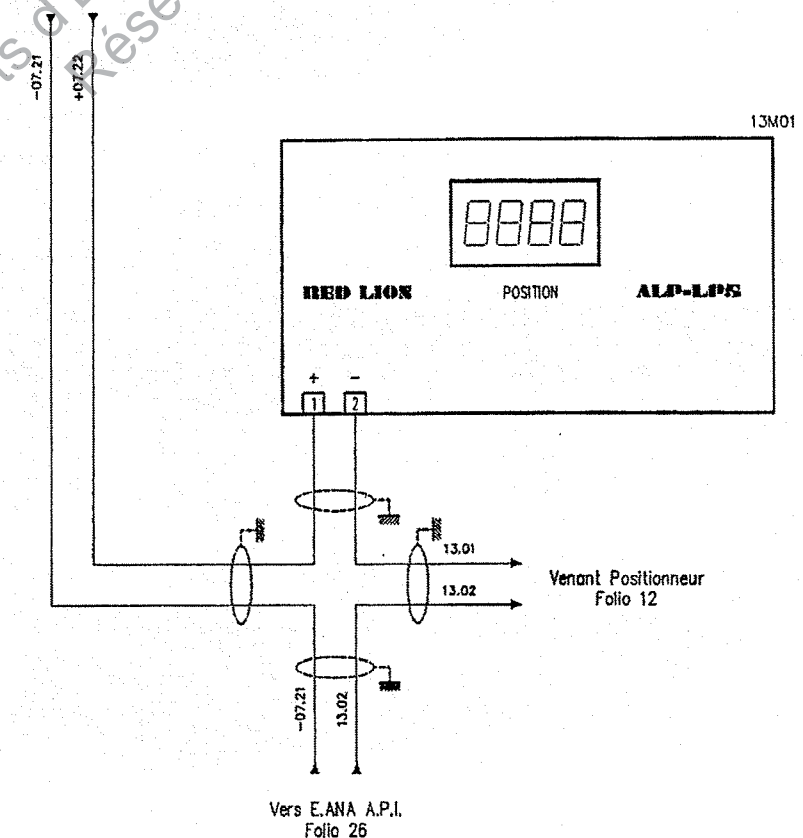 -07.21
+07.22
13M01
8888
RED LION
POSITION
ALP-LPS
+ -
1 2
13.01
13.02
Venant Positionneur
Folio 12
-07.21
13.02
Vers E.ANA A.P.I.
Folio 26